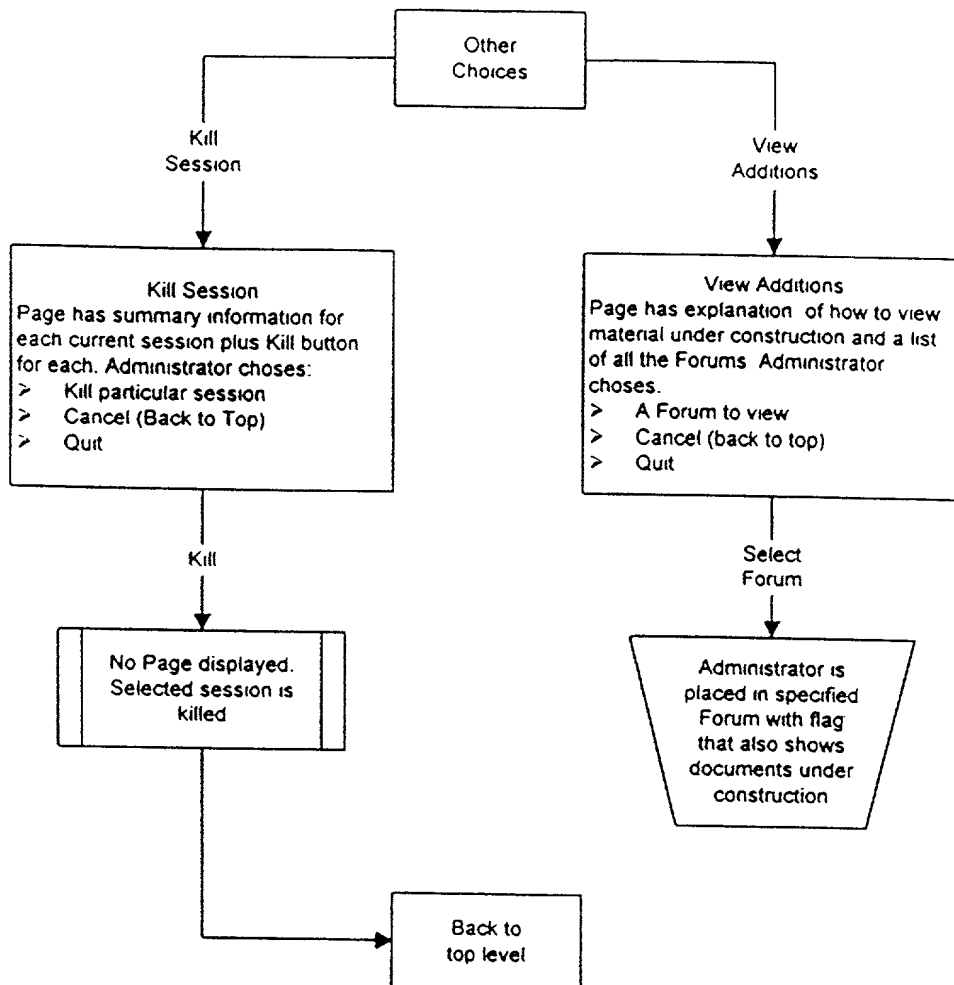 Other
Choices
Kill
Session
View
Additions
Kill Session
Page has summary information for
each current session plus Kill button
for each. Administrator choses:
➢ Kill particular session
➢ Cancel (Back to Top)
➢ Quit
View Additions
Page has explanation of how to view
material under construction and a list
of all the Forums Administrator
choses.
➢ A Forum to view
➢ Cancel (back to top)
➢ Quit
Kill
Select
Forum
No Page displayed.
Selected session is
killed
Administrator is
placed in specified
Forum with flag
that also shows
documents under
construction
Back to
top level